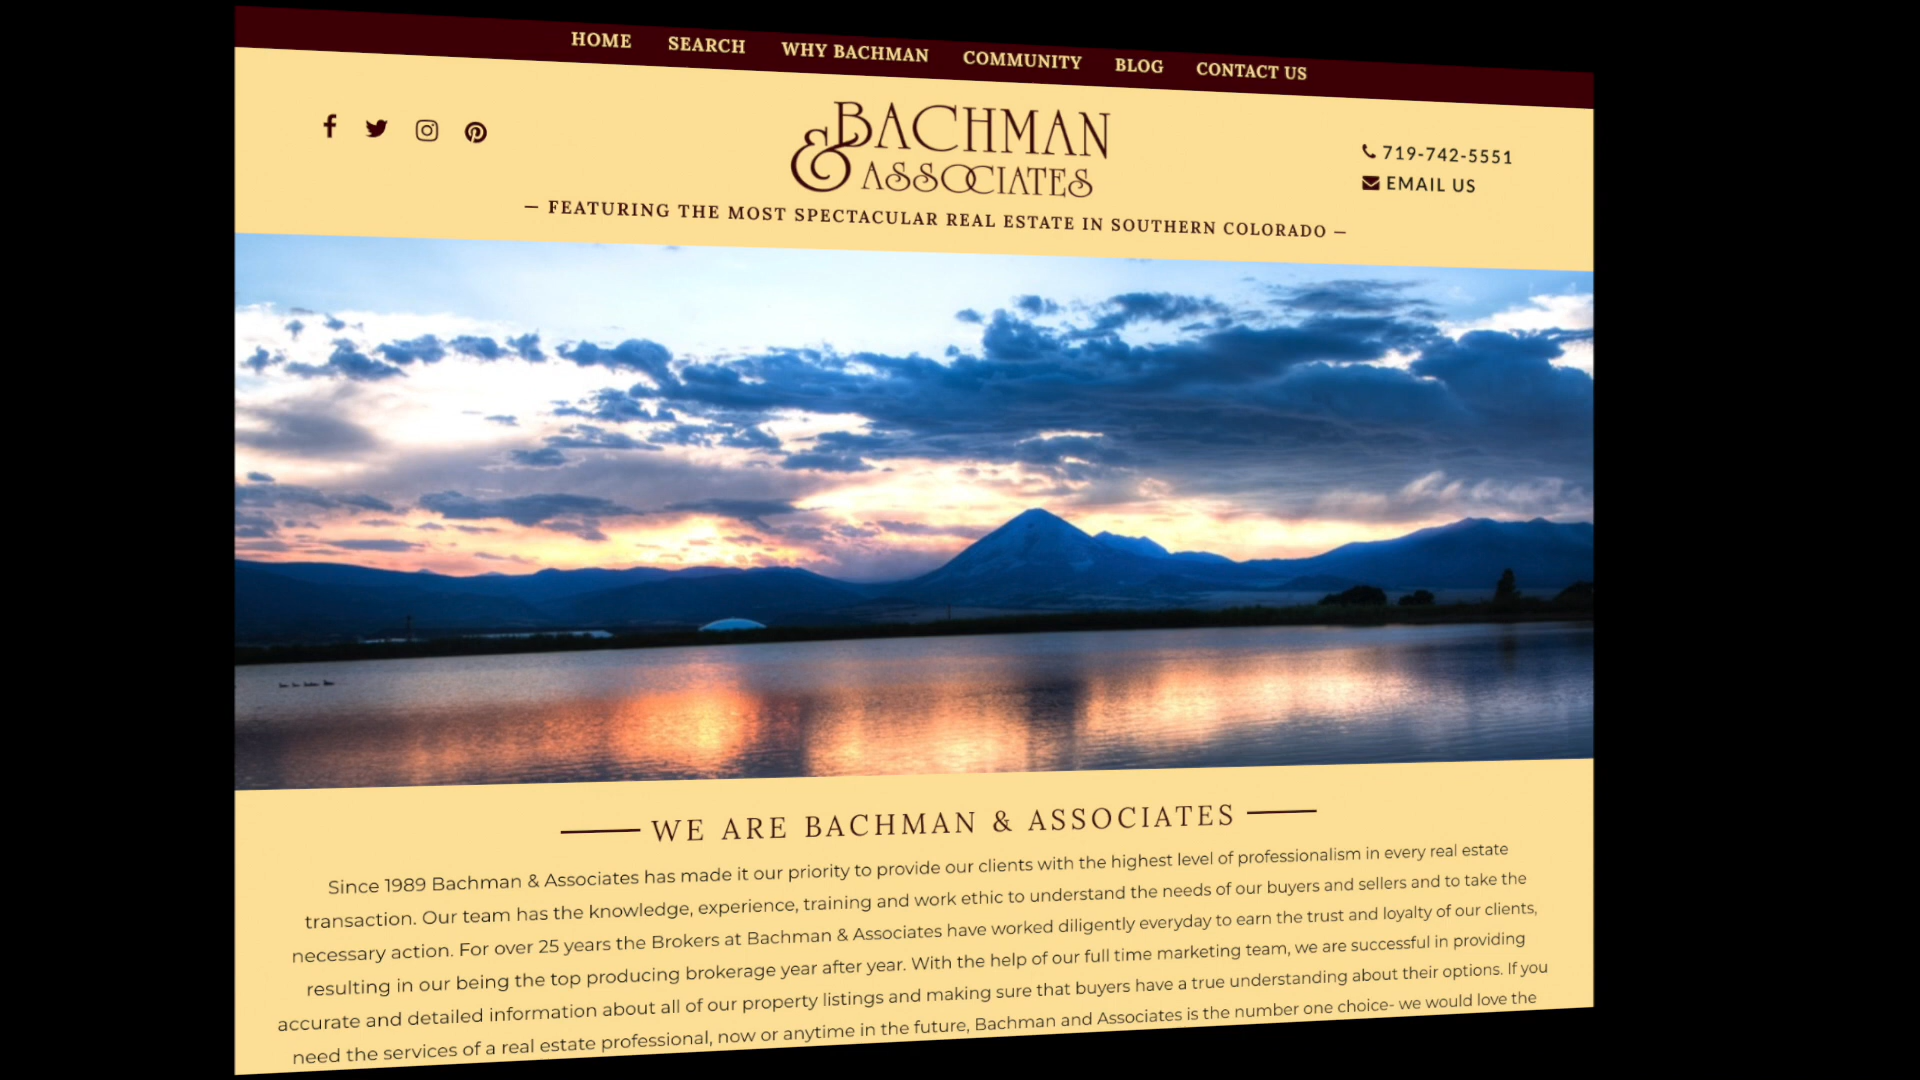 HOME SEARCH WHY BACHMAN COMMUNITY BLOG CONTACT US
BACHMAN
& ASSOCIATES
719-742-5551
EMAIL US
— FEATURING THE MOST SPECTACULAR REAL ESTATE IN SOUTHERN COLORADO —
WE ARE BACHMAN & ASSOCIATES
Since 1989 Bachman & Associates has made it our priority to provide our clients with the highest level of professionalism in every real estate
transaction. Our team has the knowledge, experience, training and work ethic to understand the needs of our buyers and sellers and to take the
necessary action. For over 25 years the Brokers at Bachman & Associates have worked diligently everyday to earn the trust and loyalty of our clients,
resulting in our being the top producing brokerage year after year. With the help of our full time marketing team, we are successful in providing
accurate and detailed information about all of our property listings and making sure that buyers have a true understanding about their options. If you
need the services of a real estate professional, now or anytime in the future, Bachman and Associates is the number one choice- we would love the